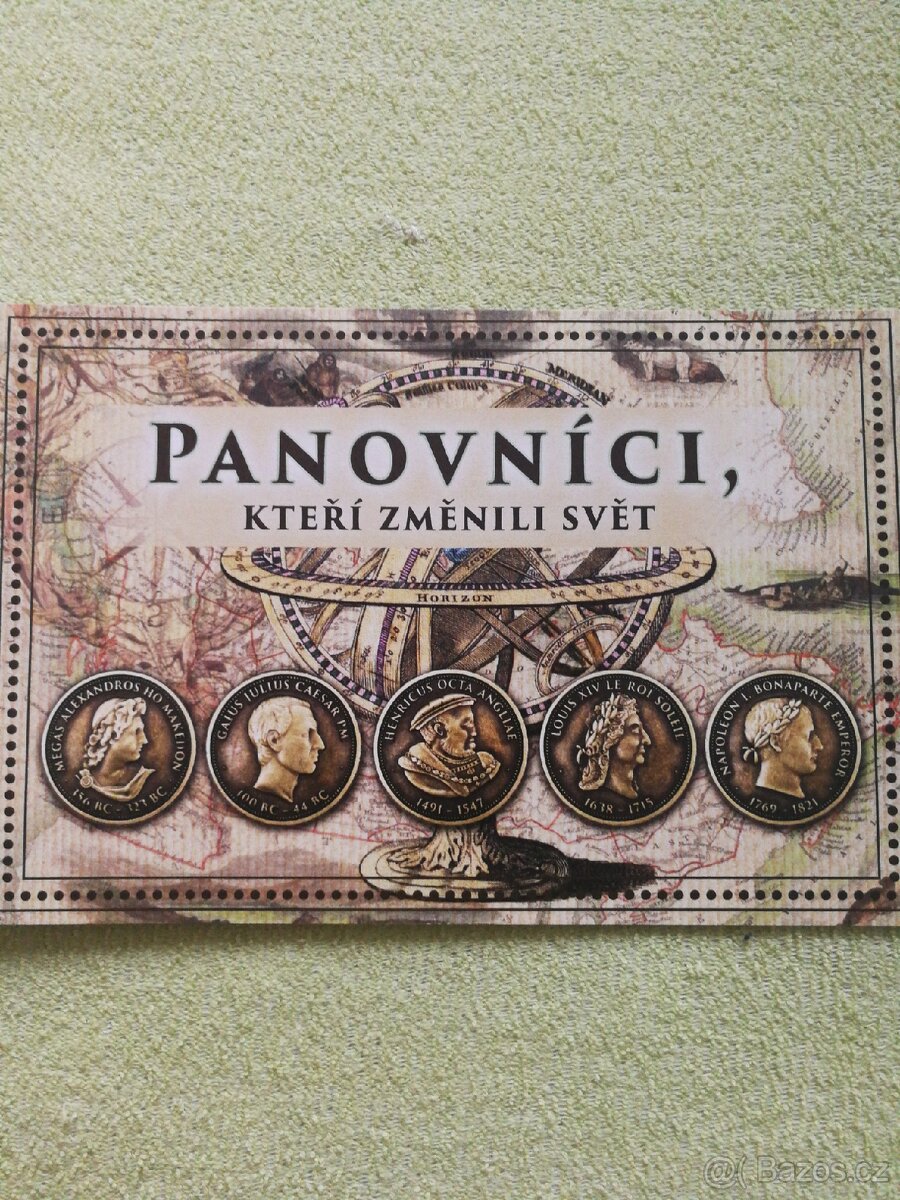 MERIDIAN
PANOVNÍCI,
KTEŘÍ ZMĚNILI SVĚT
HORIZON
MEGAS ALEXANDROS HO MAKEDON
356 BC - 323 BC
GAIUS IULIUS CAESAR PM
100 BC - 44 BC
HENRICUS OCTA ANGLIAE
1491 - 1547
LOUIS XIV LE ROI SOLEIL
1638 - 1715
NAPOLEON I. BONAPARTE EMPEROR
1769 - 1821
@( Bazos.cz